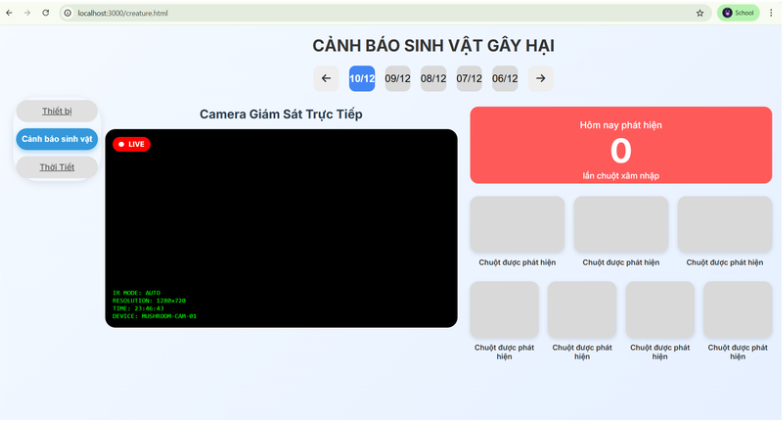 localhost:3000/creature.html
School
CẢNH BÁO SINH VẬT GÂY HẠI
← 10/12 09/12 08/12 07/12 06/12 →
Thiết bị
Cảnh báo sinh vật
Thời Tiết
Camera Giám Sát Trực Tiếp
LIVE
IR MODE: AUTO
RESOLUTION: 1280x720
TIME: 23:46:43
DEVICE: MUSHROOM-CAM-01
Hôm nay phát hiện
0
lần chuột xâm nhập
Chuột được phát hiện
Chuột được phát hiện
Chuột được phát hiện
Chuột được phát
hiện
Chuột được phát
hiện
Chuột được phát
hiện
Chuột được phát
hiện